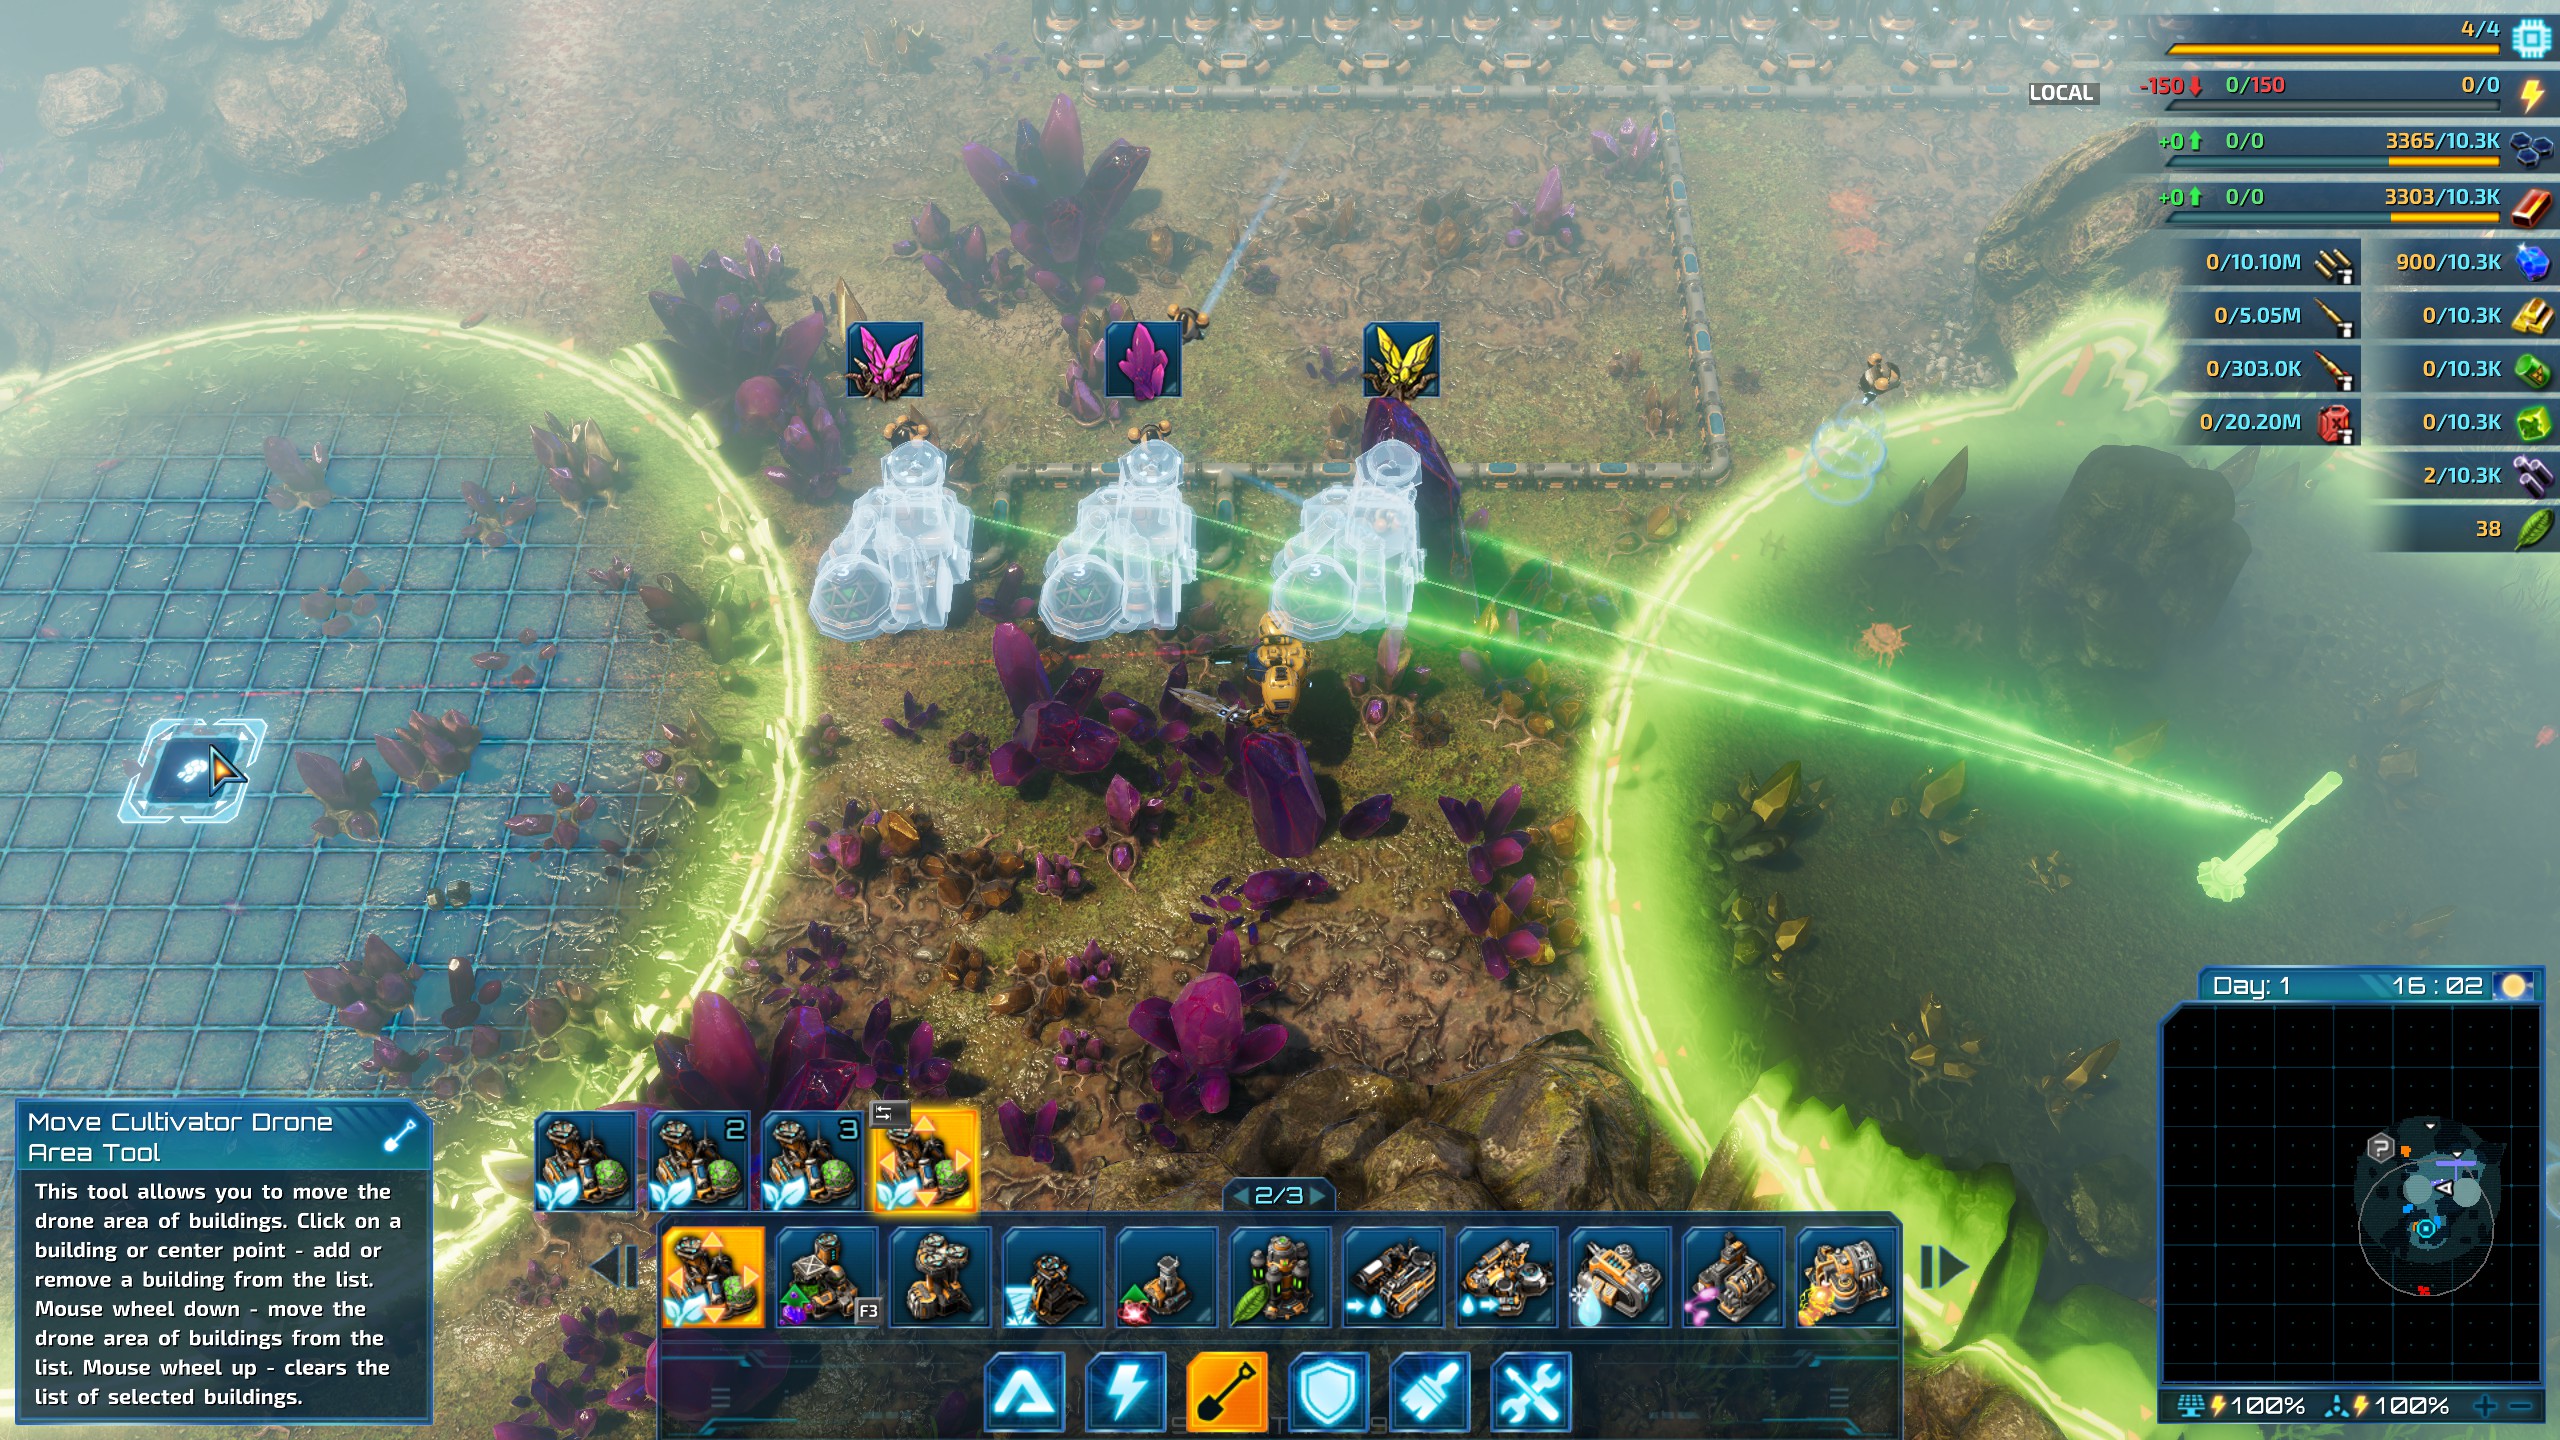 4/4
-150 0/150 0/0
LOCAL
+0 0/0 3365/10.3K
+0 0/0 3303/10.3K
0/10.10M 900/10.3K
0/5.05M 0/10.3K
0/303.0K 0/10.3K
0/20.20M 0/10.3K
2/10.3K
38
3 3 3
Day: 1 16:02
Move Cultivator Drone
Area Tool
This tool allows you to move the
drone area of buildings. Click on a
building or center point - add or
remove a building from the list.
Mouse wheel down - move the
drone area of buildings from the
list. Mouse wheel up - clears the
list of selected buildings.
2 3
2/3
F3
?
100% 100%